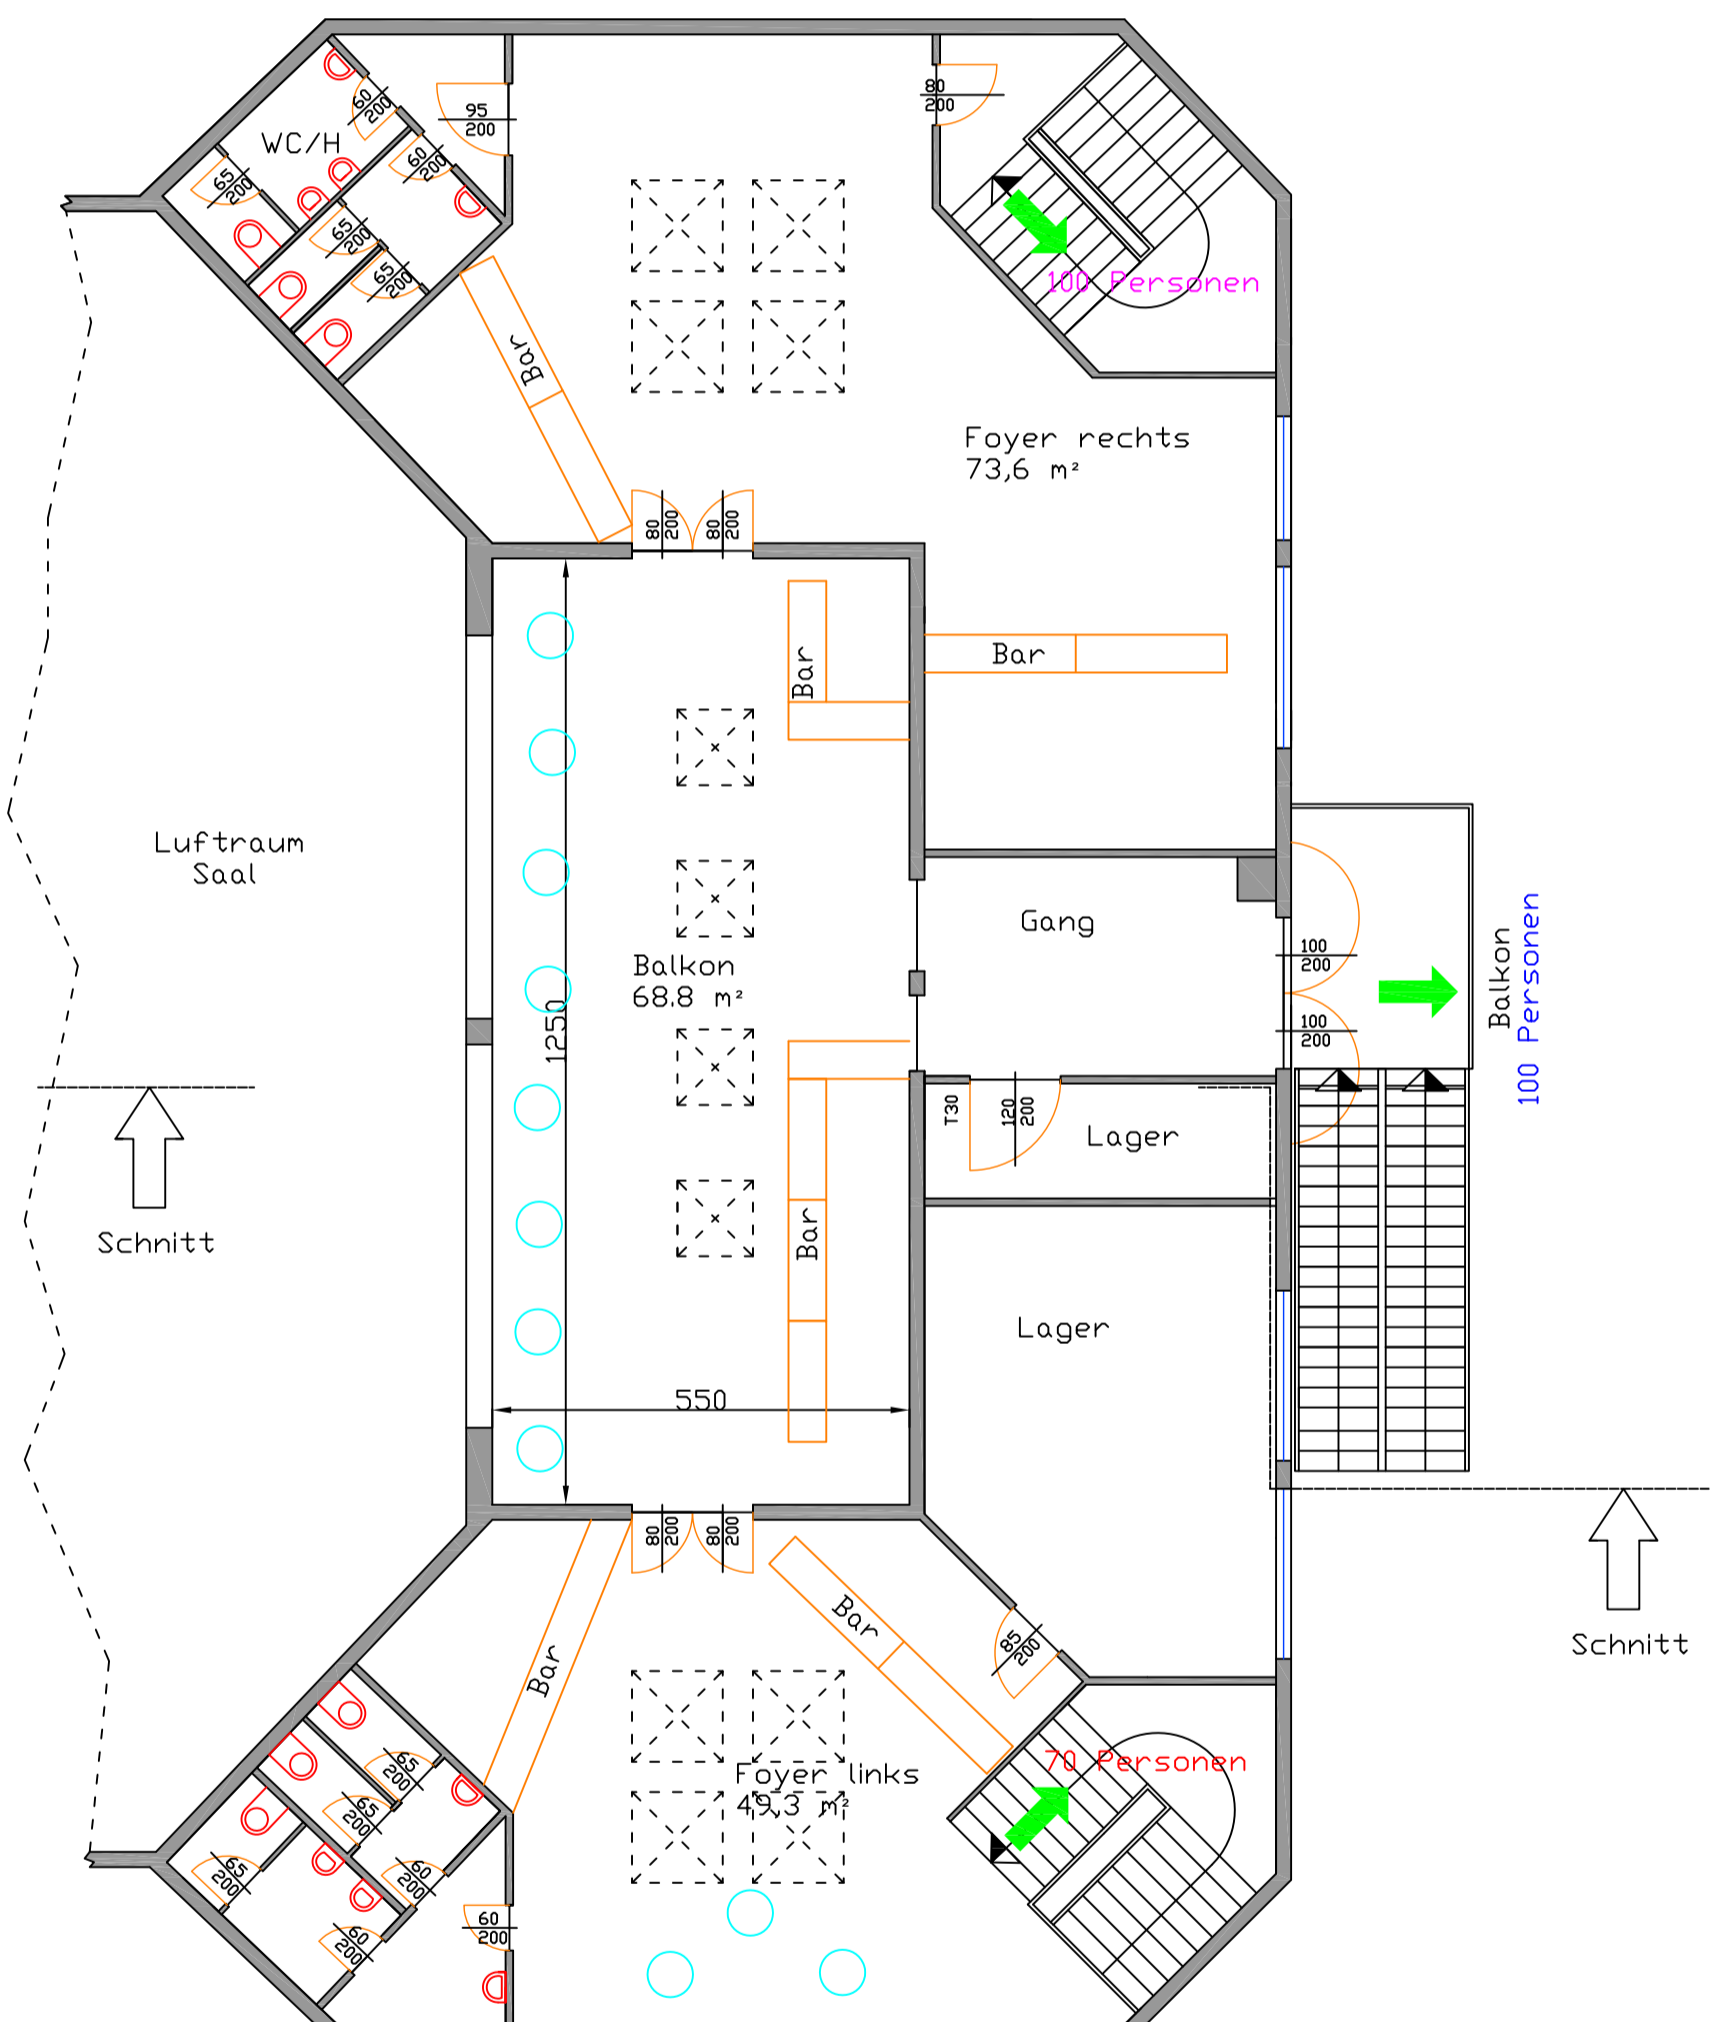 WC/H
60
200
95
200
80
200
60
200
65
200
65
200
65
200
100 Personen
Bar
Foyer rechts
73,6 m²
80
200
80
200
Bar
Bar
Luftraum
Saal
Gang
Balkon
68.8 m²
1250
100
200
100
200
Balkon
100 Personen
T30
120
200
Lager
Schnitt
Bar
Lager
550
80
200
80
200
Bar
Bar
85
200
Schnitt
Foyer links
49,3 m²
70 Personen
65
200
65
200
65
200
60
200
60
200
60
200